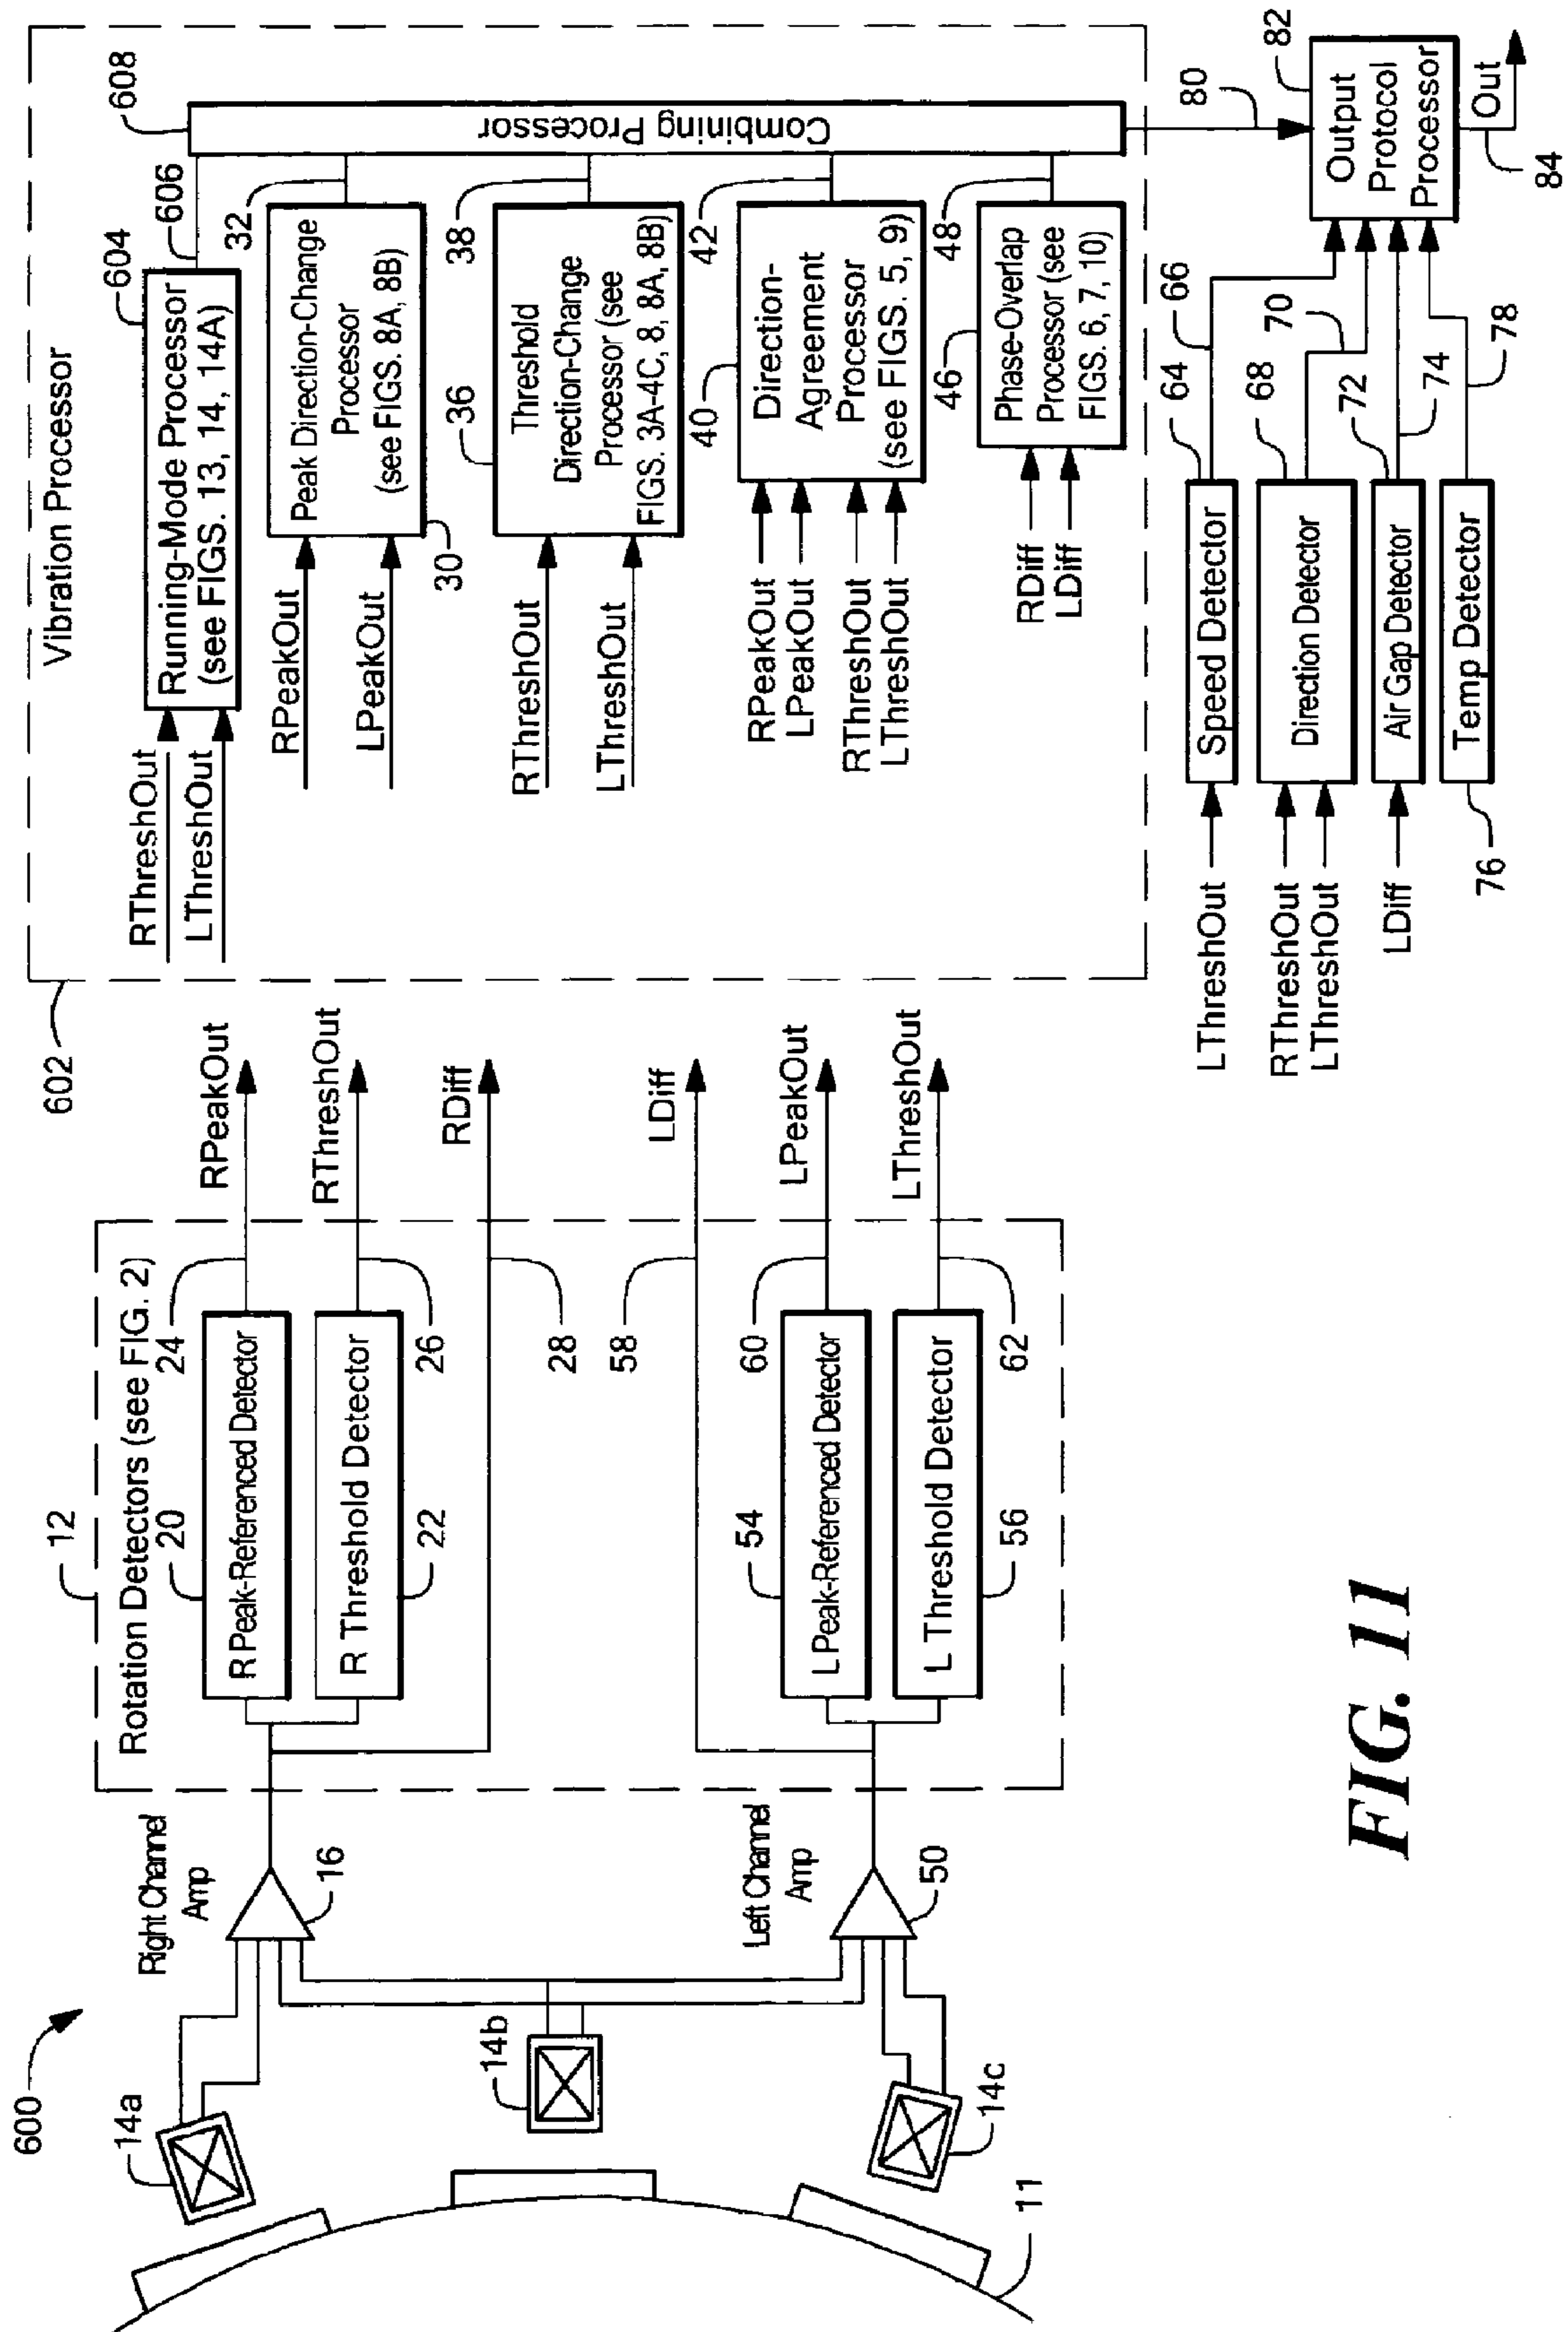 600
14a
14b
14c
11
Right Channel
Amp
16
Left Channel
Amp
50
12
Rotation Detectors (see FIG. 2)
20
R Peak-Referenced Detector
24
R Threshold Detector
22
26
28
58
54
L Peak-Referenced Detector
60
L Threshold Detector
56
62
RPeakOut
RThreshOut
RDiff
LDiff
LPeakOut
LThreshOut
602
Vibration Processor
RThreshOut
LThreshOut
604
Running-Mode Processor
(see FIGS. 13, 14, 14A)
606
608
Combining Processor
RPeakOut
LPeakOut
Peak Direction-Change
Processor
(see FIGS. 8A, 8B)
30
32
RThreshOut
LThreshOut
36
Threshold
Direction-Change
Processor (see
FIGS. 3A-4C, 8, 8A, 8B)
38
RPeakOut
LPeakOut
RThreshOut
LThreshOut
40
Direction-
Agreement
Processor
(see FIGS. 5, 9)
42
RDiff
LDiff
46
Phase-Overlap
Processor (see
FIGS. 6, 7, 10)
48
80
LThreshOut
Speed Detector
64
66
RThreshOut
LThreshOut
Direction Detector
68
70
LDiff
Air Gap Detector
72
74
76
Temp Detector
78
82
Output
Protocol
Processor
Out
84
FIG. 11